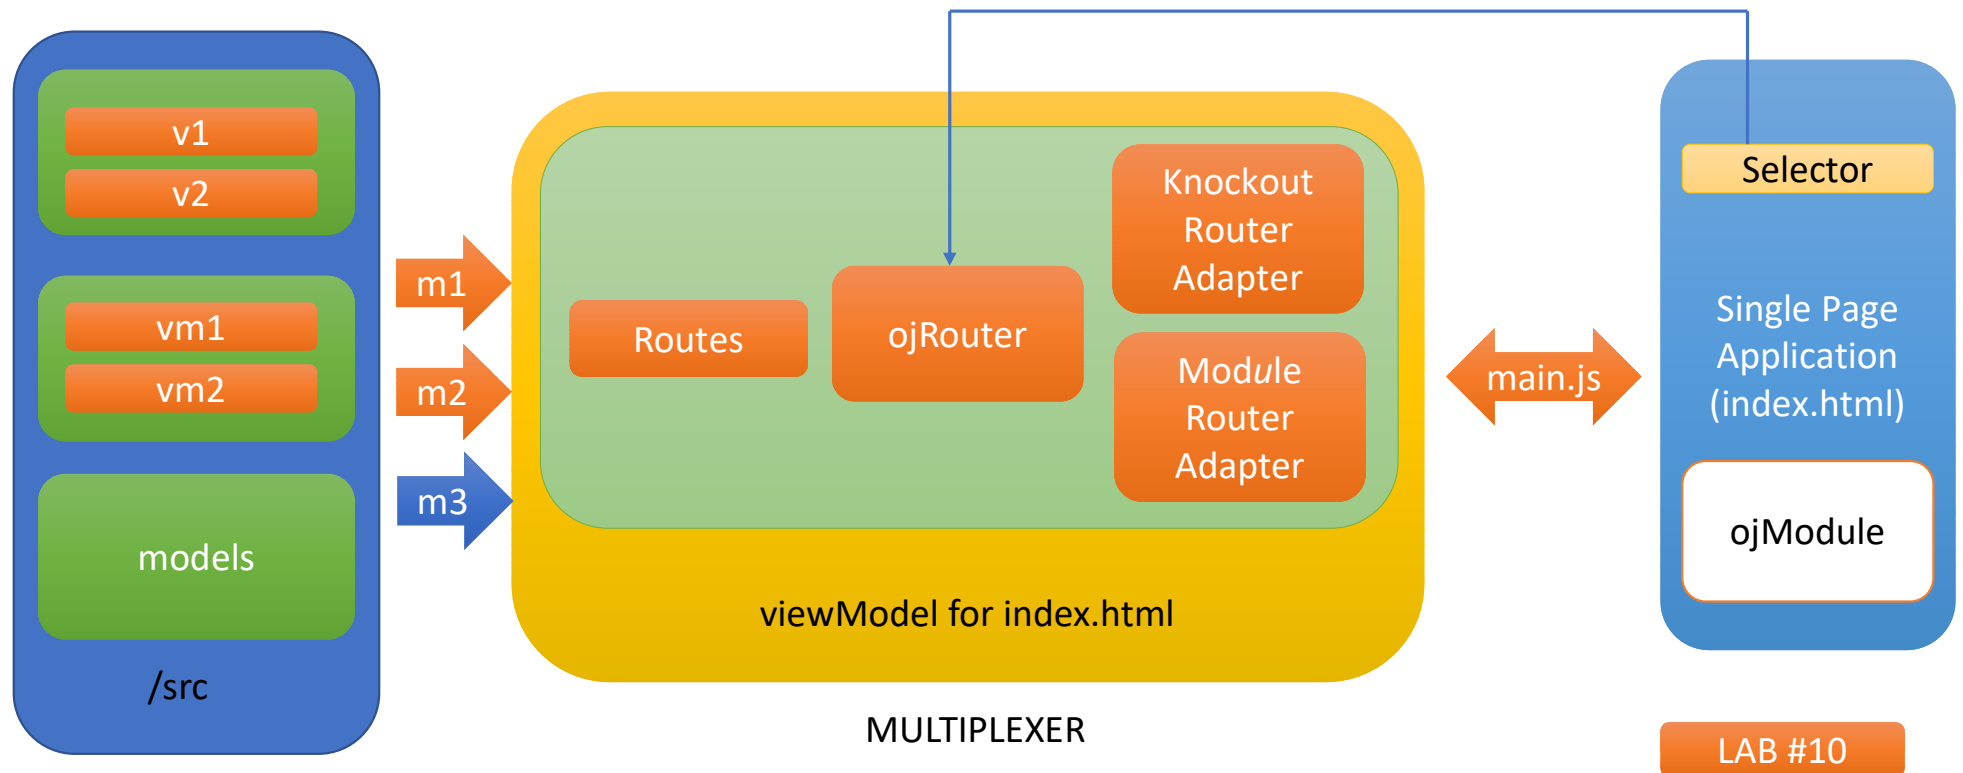 v1
v2
vm1
vm2
models
/src
m1
m2
m3
Routes
ojRouter
Knockout
Router
Adapter
Module
Router
Adapter
viewModel for index.html
MULTIPLEXER
main.js
Selector
Single Page
Application
(index.html)
ojModule
LAB #10